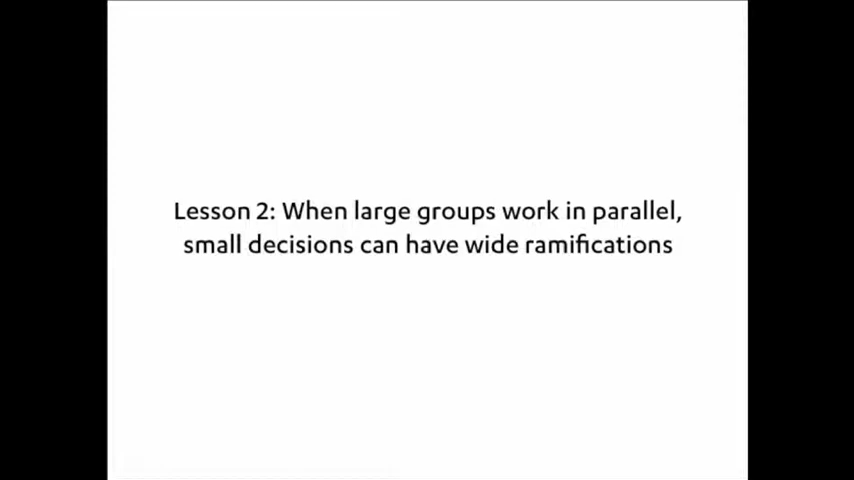 Lesson 2: When large groups work in parallel,
small decisions can have wide ramifications